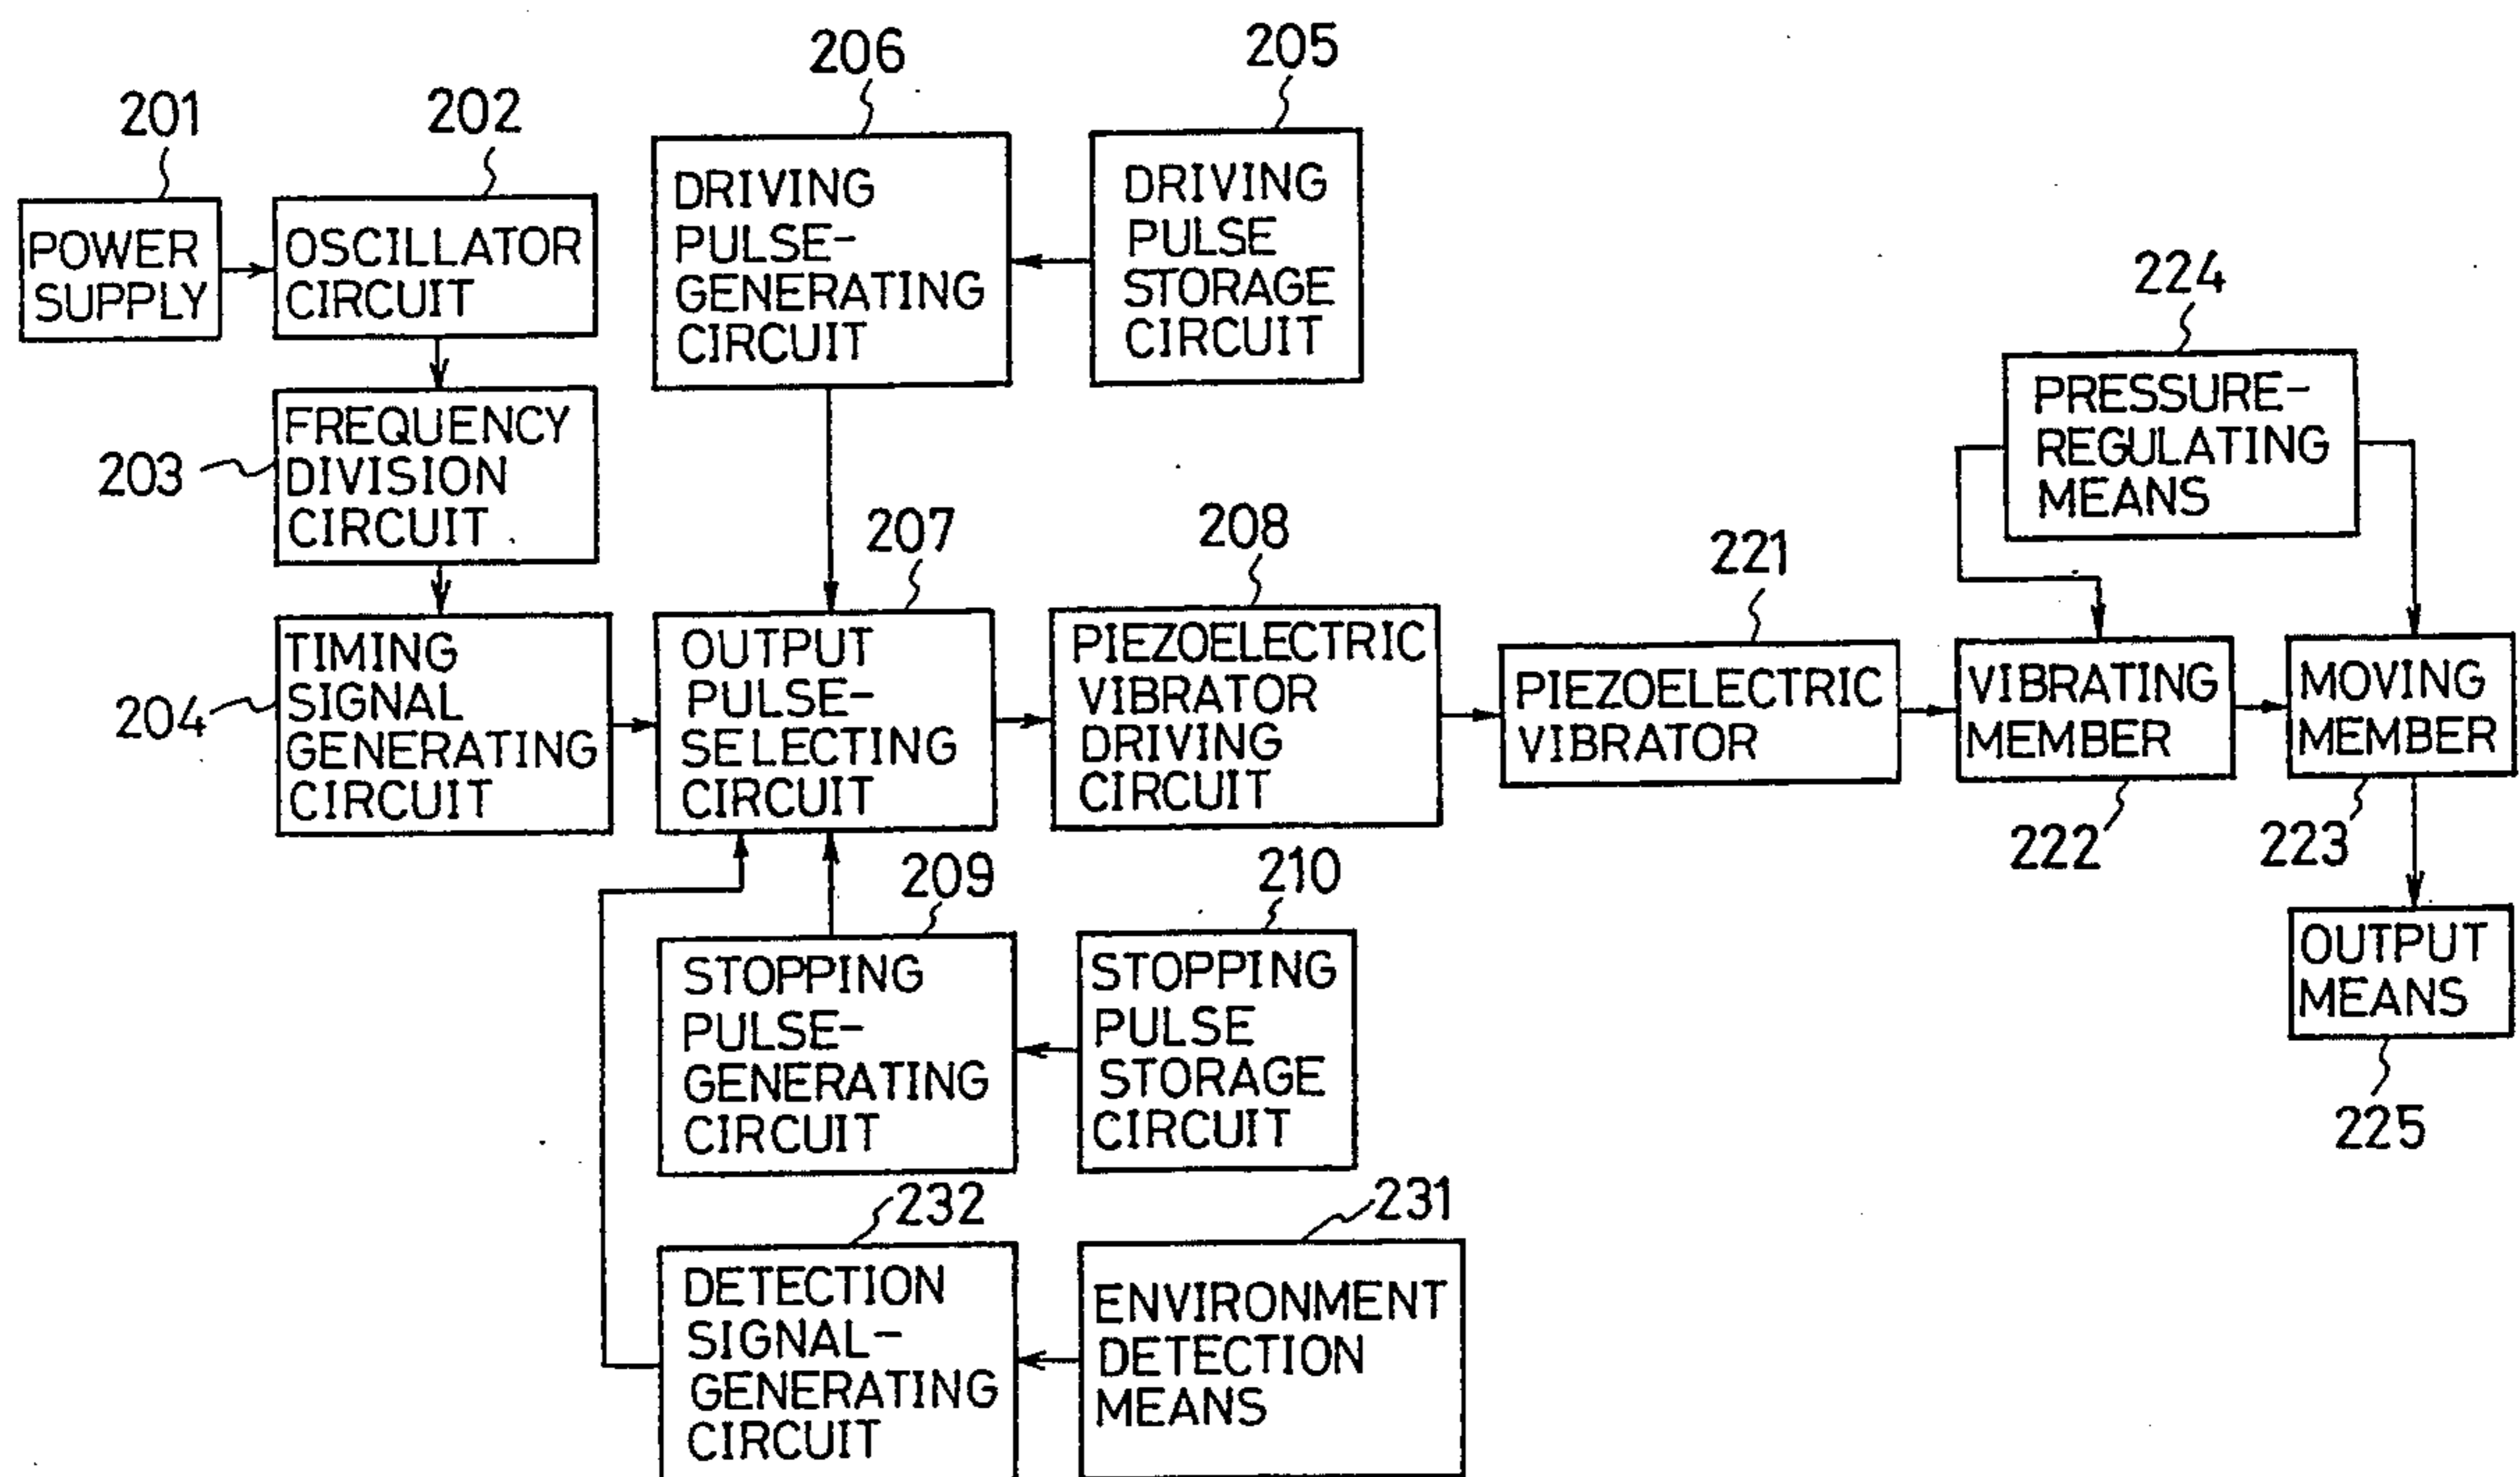 206
205
201
202
POWER
SUPPLY
OSCILLATOR
CIRCUIT
DRIVING
PULSE-
GENERATING
CIRCUIT
DRIVING
PULSE
STORAGE
CIRCUIT
224
PRESSURE-
REGULATING
MEANS
203
FREQUENCY
DIVISION
CIRCUIT
207
208
221
204
TIMING
SIGNAL
GENERATING
CIRCUIT
OUTPUT
PULSE-
SELECTING
CIRCUIT
PIEZOELECTRIC
VIBRATOR
DRIVING
CIRCUIT
PIEZOELECTRIC
VIBRATOR
VIBRATING
MEMBER
MOVING
MEMBER
222
223
209
210
STOPPING
PULSE-
GENERATING
CIRCUIT
STOPPING
PULSE
STORAGE
CIRCUIT
OUTPUT
MEANS
225
232
231
DETECTION
SIGNAL-
GENERATING
CIRCUIT
ENVIRONMENT
DETECTION
MEANS